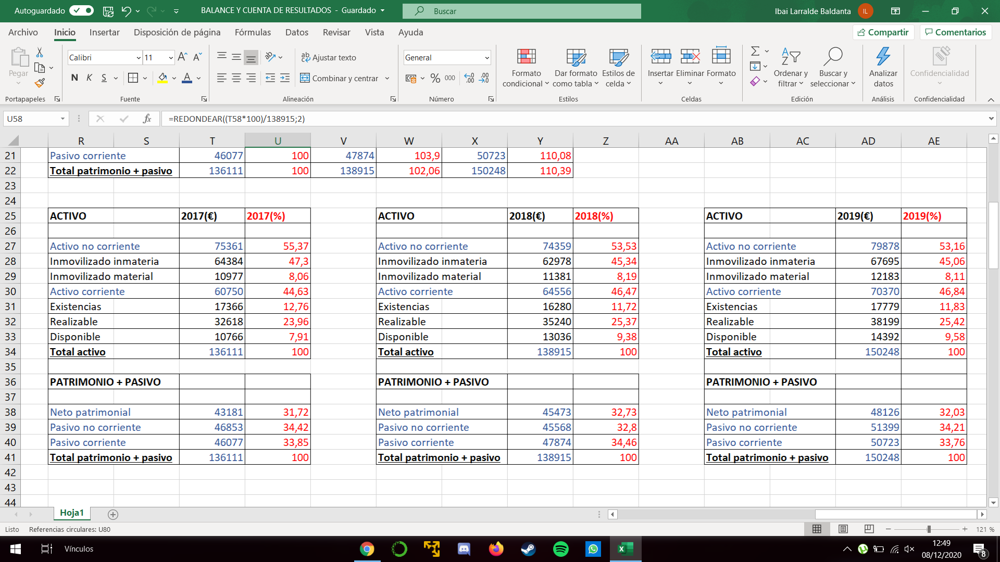 Autoguardado
BALANCE Y CUENTA DE RESULTADOS - Guardado
Buscar
Ibai Larralde Baldanta
IL
Archivo Inicio Insertar Disposición de página Fórmulas Datos Revisar Vista Ayuda
Compartir Comentarios
Pegar
Calibri 11
N K S
Ajustar texto
Combinar y centrar
General
% 000
Formato condicional
Dar formato como tabla
Estilos de celda
Insertar Eliminar Formato
Ordenar y filtrar
Buscar y seleccionar
Analizar datos
Confidencialidad
Portapapeles Fuente Alineación Número Estilos Celdas Edición Análisis Confidencialidad
U58 fx =REDONDEAR((T58*100)/138915;2)
R S T U V W X Y Z AA AB AC AD AE
21 Pasivo corriente 46077 100 47874 103,9 50723 110,08
22 Total patrimonio + pasivo 136111 100 138915 102,06 150248 110,39
23
24
25 ACTIVO 2017(€) 2017(%) ACTIVO 2018(€) 2018(%) ACTIVO 2019(€) 2019(%)
26
27 Activo no corriente 75361 55,37 Activo no corriente 74359 53,53 Activo no corriente 79878 53,16
28 Inmovilizado inmateria 64384 47,3 Inmovilizado inmateria 62978 45,34 Inmovilizado inmateria 67695 45,06
29 Inmovilizado material 10977 8,06 Inmovilizado material 11381 8,19 Inmovilizado material 12183 8,11
30 Activo corriente 60750 44,63 Activo corriente 64556 46,47 Activo corriente 70370 46,84
31 Existencias 17366 12,76 Existencias 16280 11,72 Existencias 17779 11,83
32 Realizable 32618 23,96 Realizable 35240 25,37 Realizable 38199 25,42
33 Disponible 10766 7,91 Disponible 13036 9,38 Disponible 14392 9,58
34 Total activo 136111 100 Total activo 138915 100 Total activo 150248 100
35
36 PATRIMONIO + PASIVO PATRIMONIO + PASIVO PATRIMONIO + PASIVO
37
38 Neto patrimonial 43181 31,72 Neto patrimonial 45473 32,73 Neto patrimonial 48126 32,03
39 Pasivo no corriente 46853 34,42 Pasivo no corriente 45568 32,8 Pasivo no corriente 51399 34,21
40 Pasivo corriente 46077 33,85 Pasivo corriente 47874 34,46 Pasivo corriente 50723 33,76
41 Total patrimonio + pasivo 136111 100 Total patrimonio + pasivo 138915 100 Total patrimonio + pasivo 150248 100
42
43
44
Hoja1
Listo Referencias circulares: U80
121 %
Vínculos
12:49
08/12/2020
8